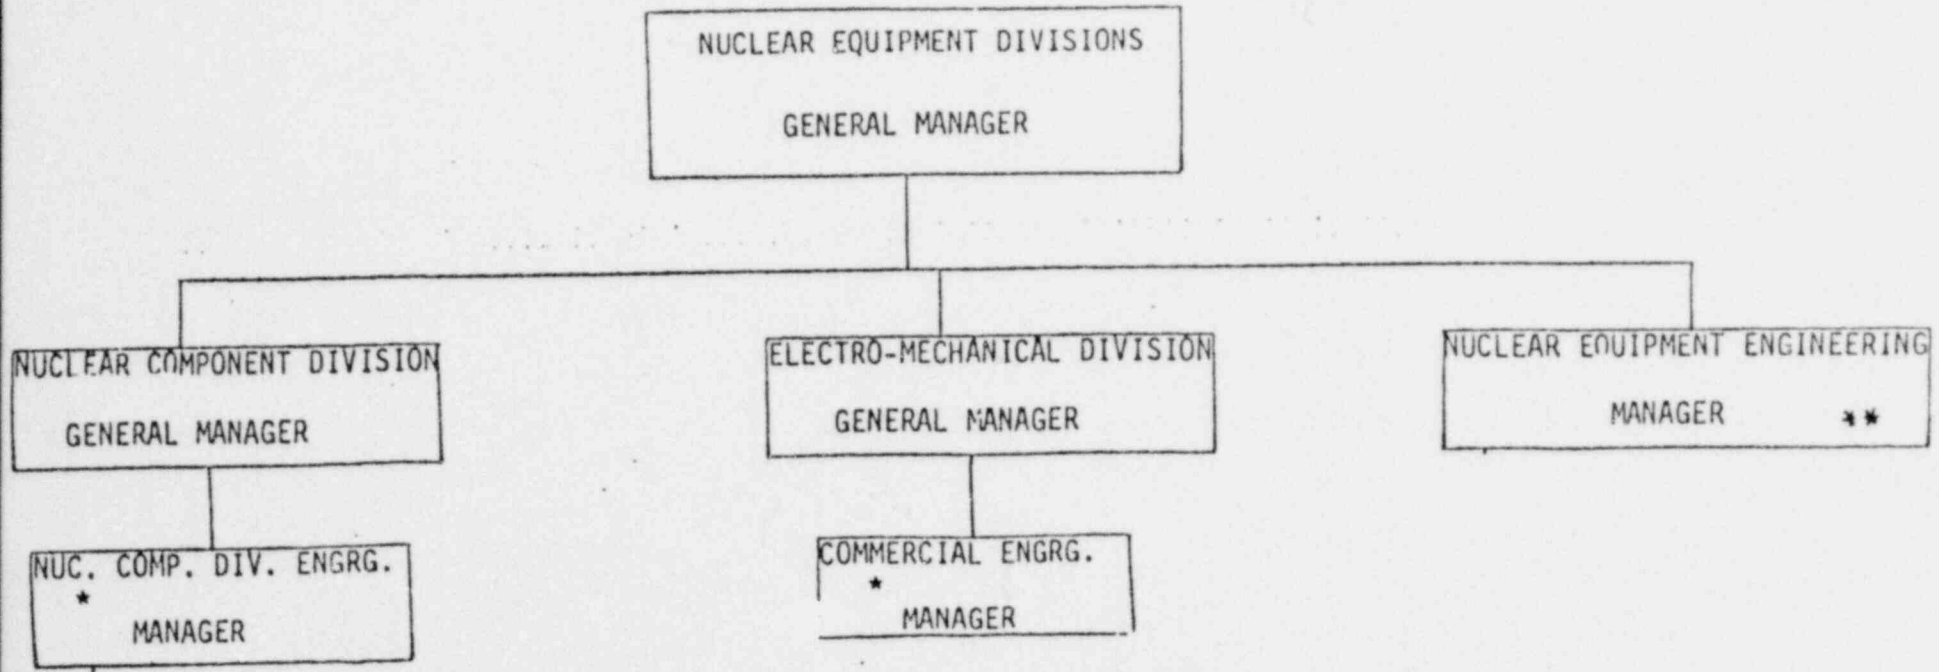 NUCLEAR EQUIPMENT DIVISIONS
GENERAL MANAGER
NUCLEAR COMPONENT DIVISION
GENERAL MANAGER
ELECTRO-MECHANICAL DIVISION
GENERAL MANAGER
NUCLEAR EQUIPMENT ENGINEERING
MANAGER **
NUC. COMP. DIV. ENGRG.
*
MANAGER
COMMERCIAL ENGRG.
*
MANAGER